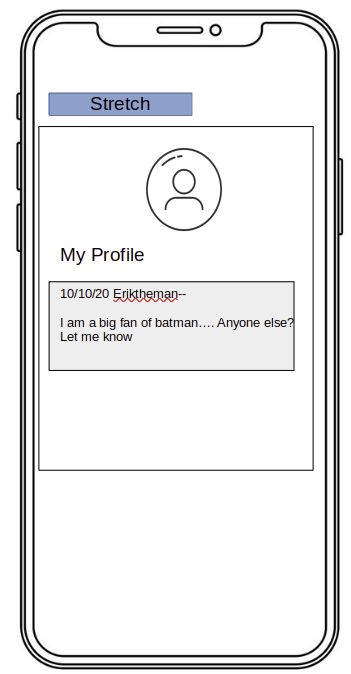 Stretch
My Profile
10/10/20 Eriktheman--
I am a big fan of batman…. Anyone else?
Let me know